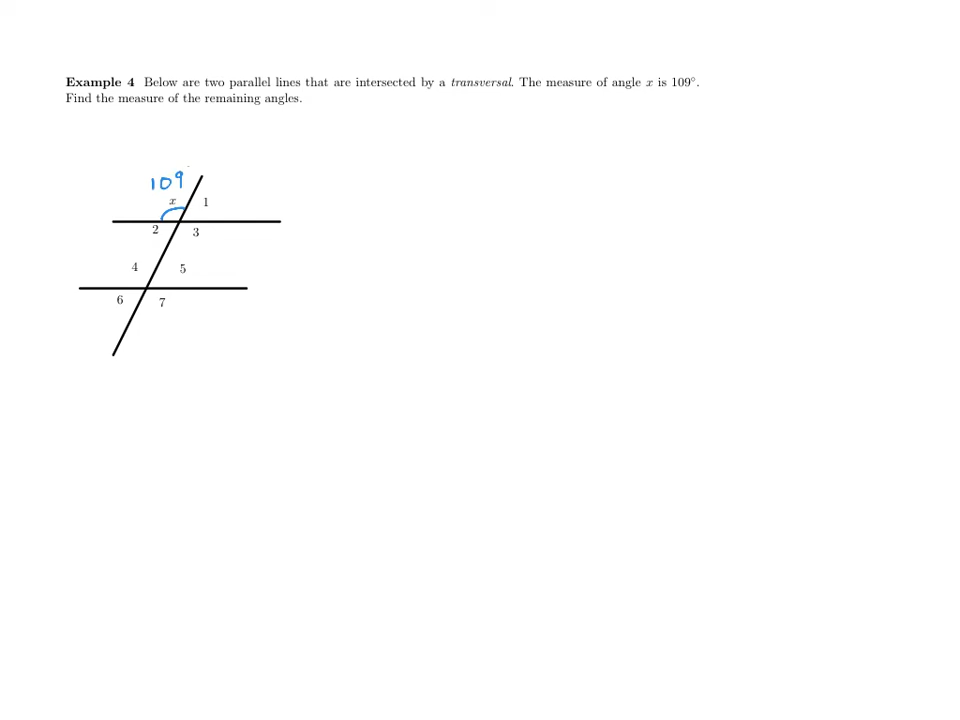 Example 4 Below are two parallel lines that are intersected by a transversal. The measure of angle x is 109°.
Find the measure of the remaining angles.
109
x 1
2 3
4 5
6 7